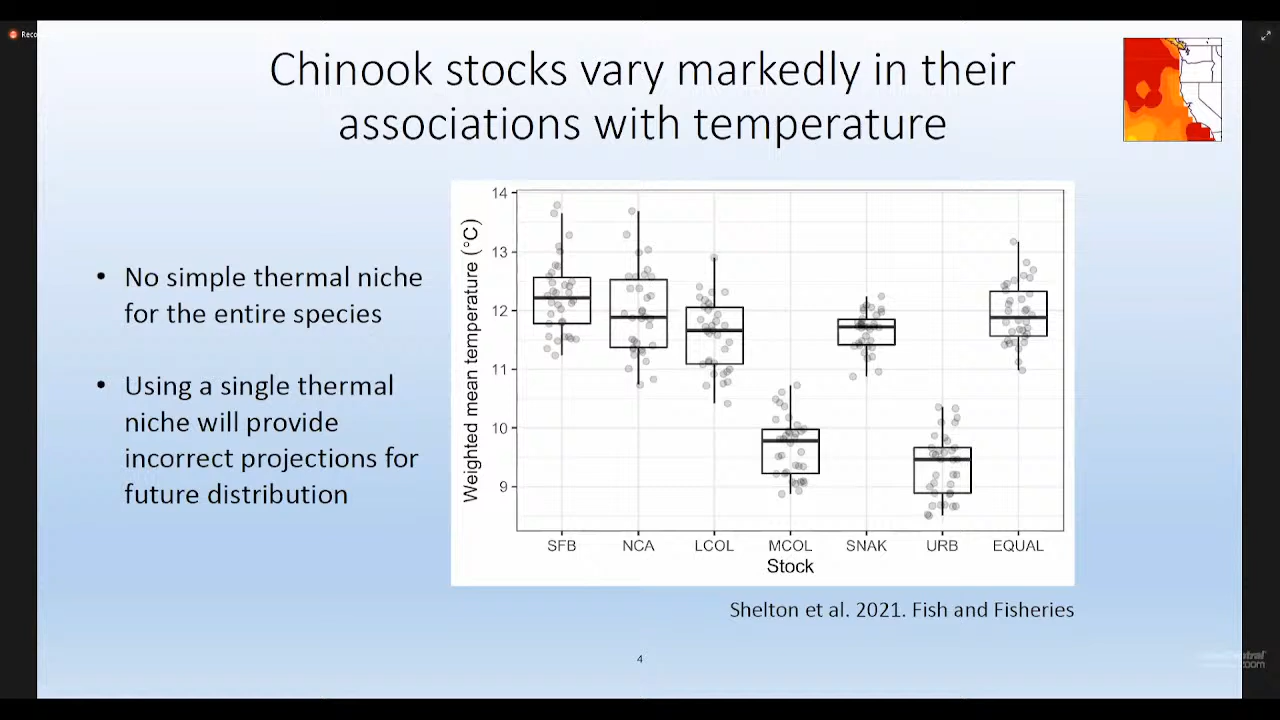 Chinook stocks vary markedly in their
associations with temperature
• No simple thermal niche
for the entire species
• Using a single thermal
niche will provide
incorrect projections for
future distribution
Weighted mean temperature (°C)
14
13
12
11
10
9
SFB NCA LCOL MCOL SNAK URB EQUAL
Stock
Shelton et al. 2021. Fish and Fisheries
4